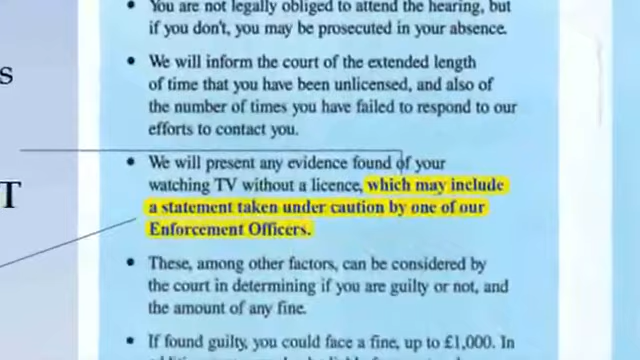 You are not legally obliged to attend the hearing, but
if you don't, you may be prosecuted in your absence.
We will inform the court of the extended length
of time that you have been unlicensed, and also of
the number of times you have failed to respond to our
efforts to contact you.
s
We will present any evidence found of your
watching TV without a licence, which may include
T
a statement taken under caution by one of our
Enforcement Officers.
These, among other factors, can be considered by
the court in determining if you are guilty or not, and
the amount of any fine.
If found guilty, you could face a fine, up to £1,000. In